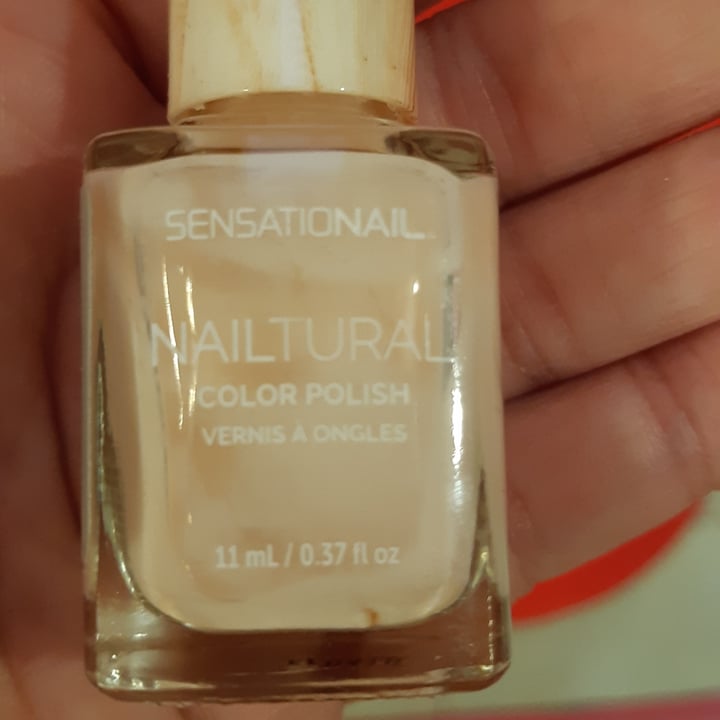 SENSATIONAIL
NAILTURAL
COLOR POLISH
VERNIS À ONGLES
11 mL / 0.37 fl oz